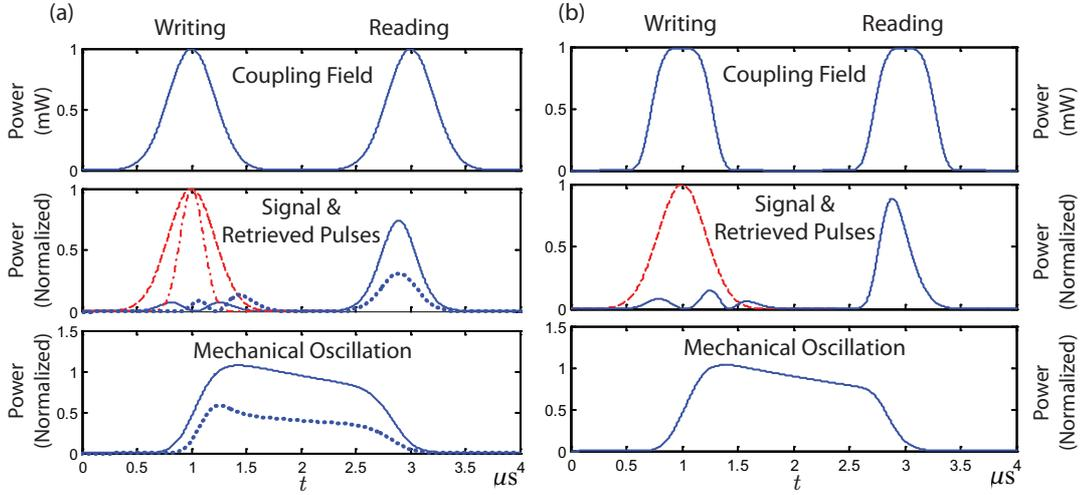 (a)
Writing
Reading
Coupling Field
Power
(mW)
1
0.5
0
Signal &
Retrieved Pulses
Power
(Normalized)
1
0.5
0
Mechanical Oscillation
Power
(Normalized)
1.5
1
0.5
0
0 0.5 1 1.5 2 2.5 3 3.5 4
t
μs
(b)
Writing
Reading
Coupling Field
Power
(mW)
1
0.5
0
Signal &
Retrieved Pulses
Power
(Normalized)
1
0.5
0
Mechanical Oscillation
Power
(Normalized)
1.5
1
0.5
0
0 0.5 1 1.5 2 2.5 3 3.5 4
t
μs